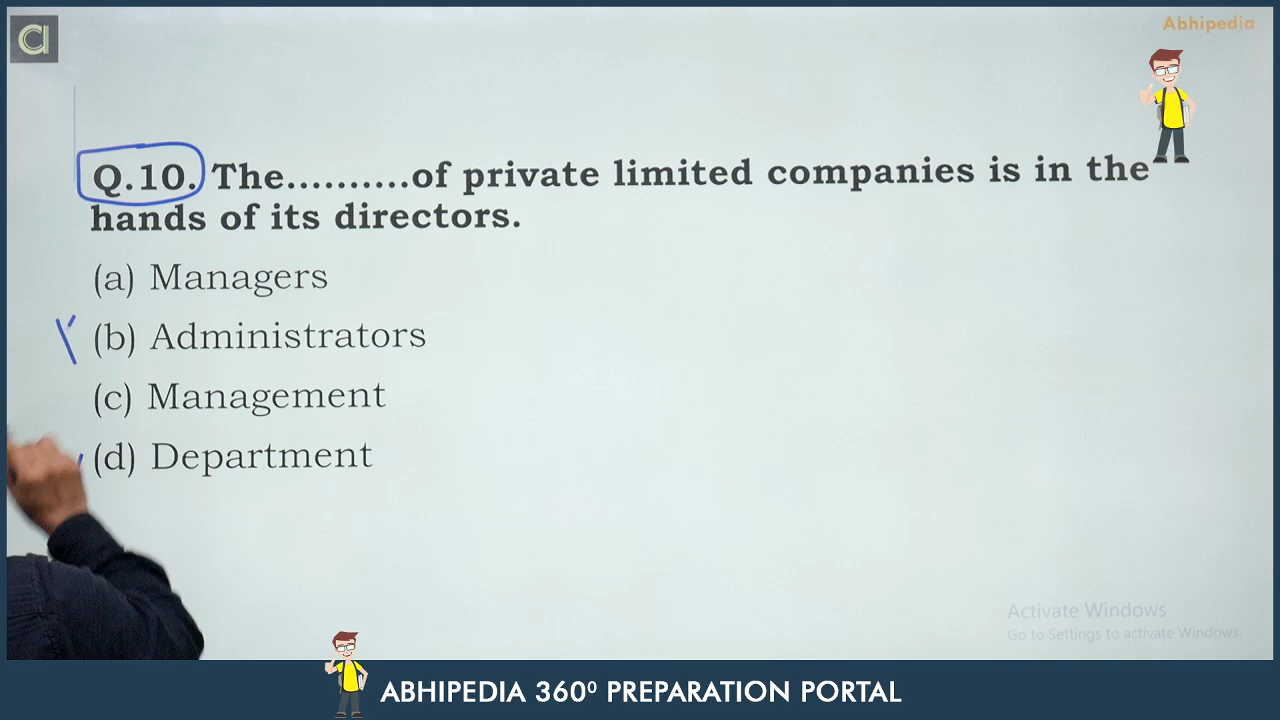 Abhipedia
Q.10. The..........of private limited companies is in the
hands of its directors.
(a) Managers
(b) Administrators
(c) Management
(d) Department
Activate Windows
Go to Settings to activate Windows.
ABHIPEDIA 360⁰ PREPARATION PORTAL